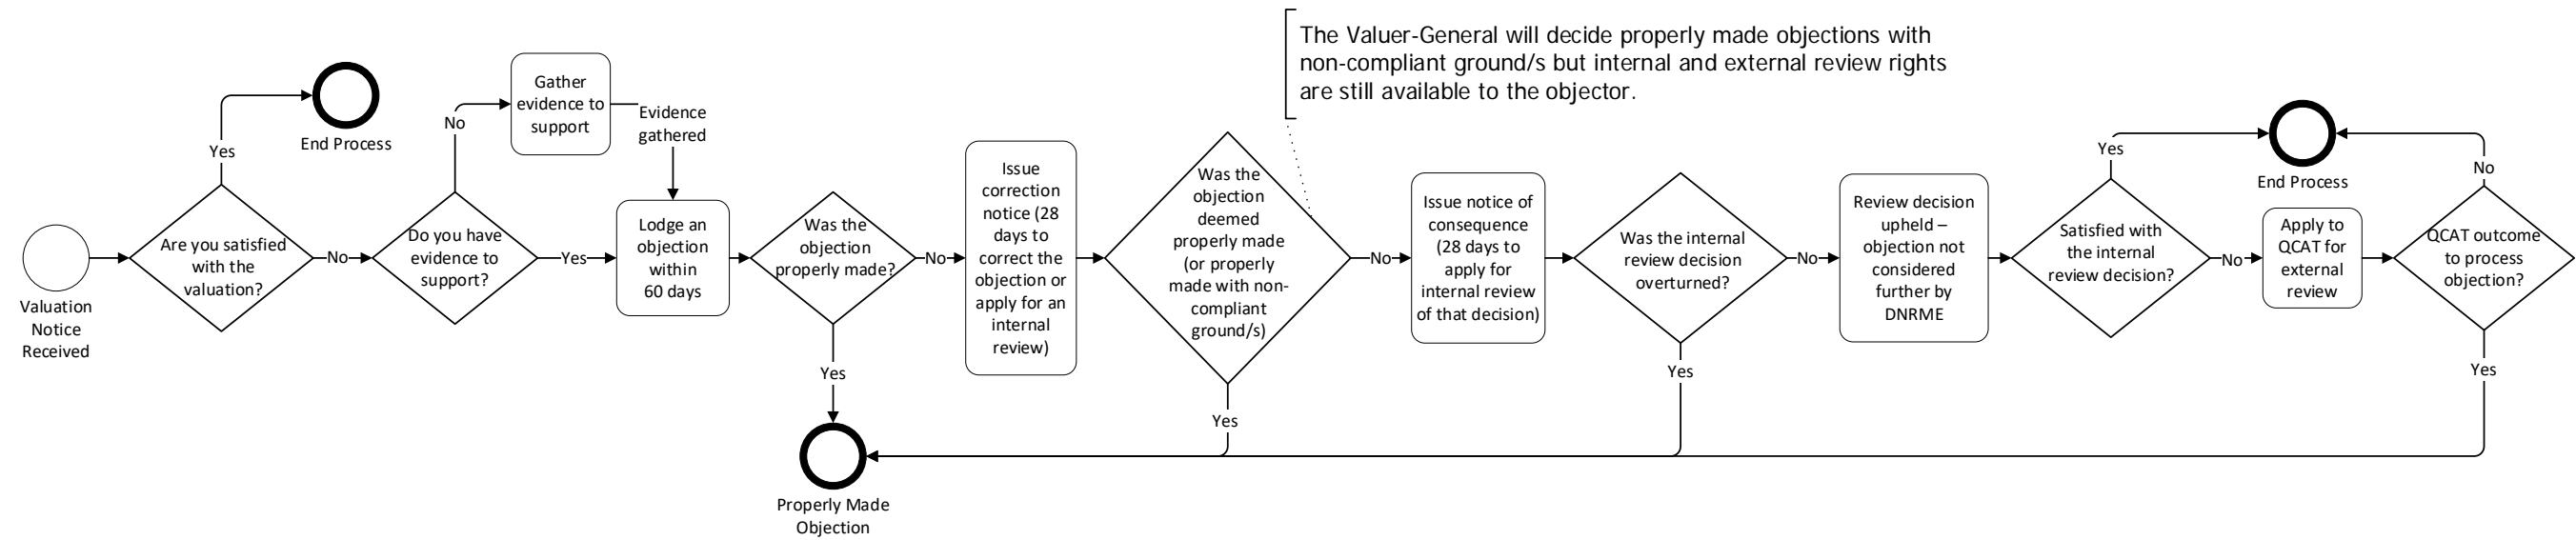 Valuation
Notice
Received
Are you satisfied
with the
valuation?
Yes
End Process
No
Do you have
evidence to
support?
No
Gather
evidence to
support
Evidence
gathered
Yes
Lodge an
objection
within
60 days
Was the
objection
properly made?
Yes
Properly Made
Objection
No
Issue
correction
notice (28
days to
correct the
objection or
apply for an
internal
review)
Was the
objection
deemed
properly made
(or properly
made with non-
compliant
ground/s)
The Valuer-General will decide properly made objections with
non-compliant ground/s but internal and external review rights
are still available to the objector.
Yes
No
Issue notice of
consequence
(28 days to
apply for
internal review
of that decision)
Was the internal
review decision
overturned?
Yes
No
Review decision
upheld –
objection not
considered
further by
DNRME
Satisfied with
the internal
review decision?
Yes
End Process
No
Apply to
QCAT for
external
review
QCAT outcome
to process
objection?
No
Yes